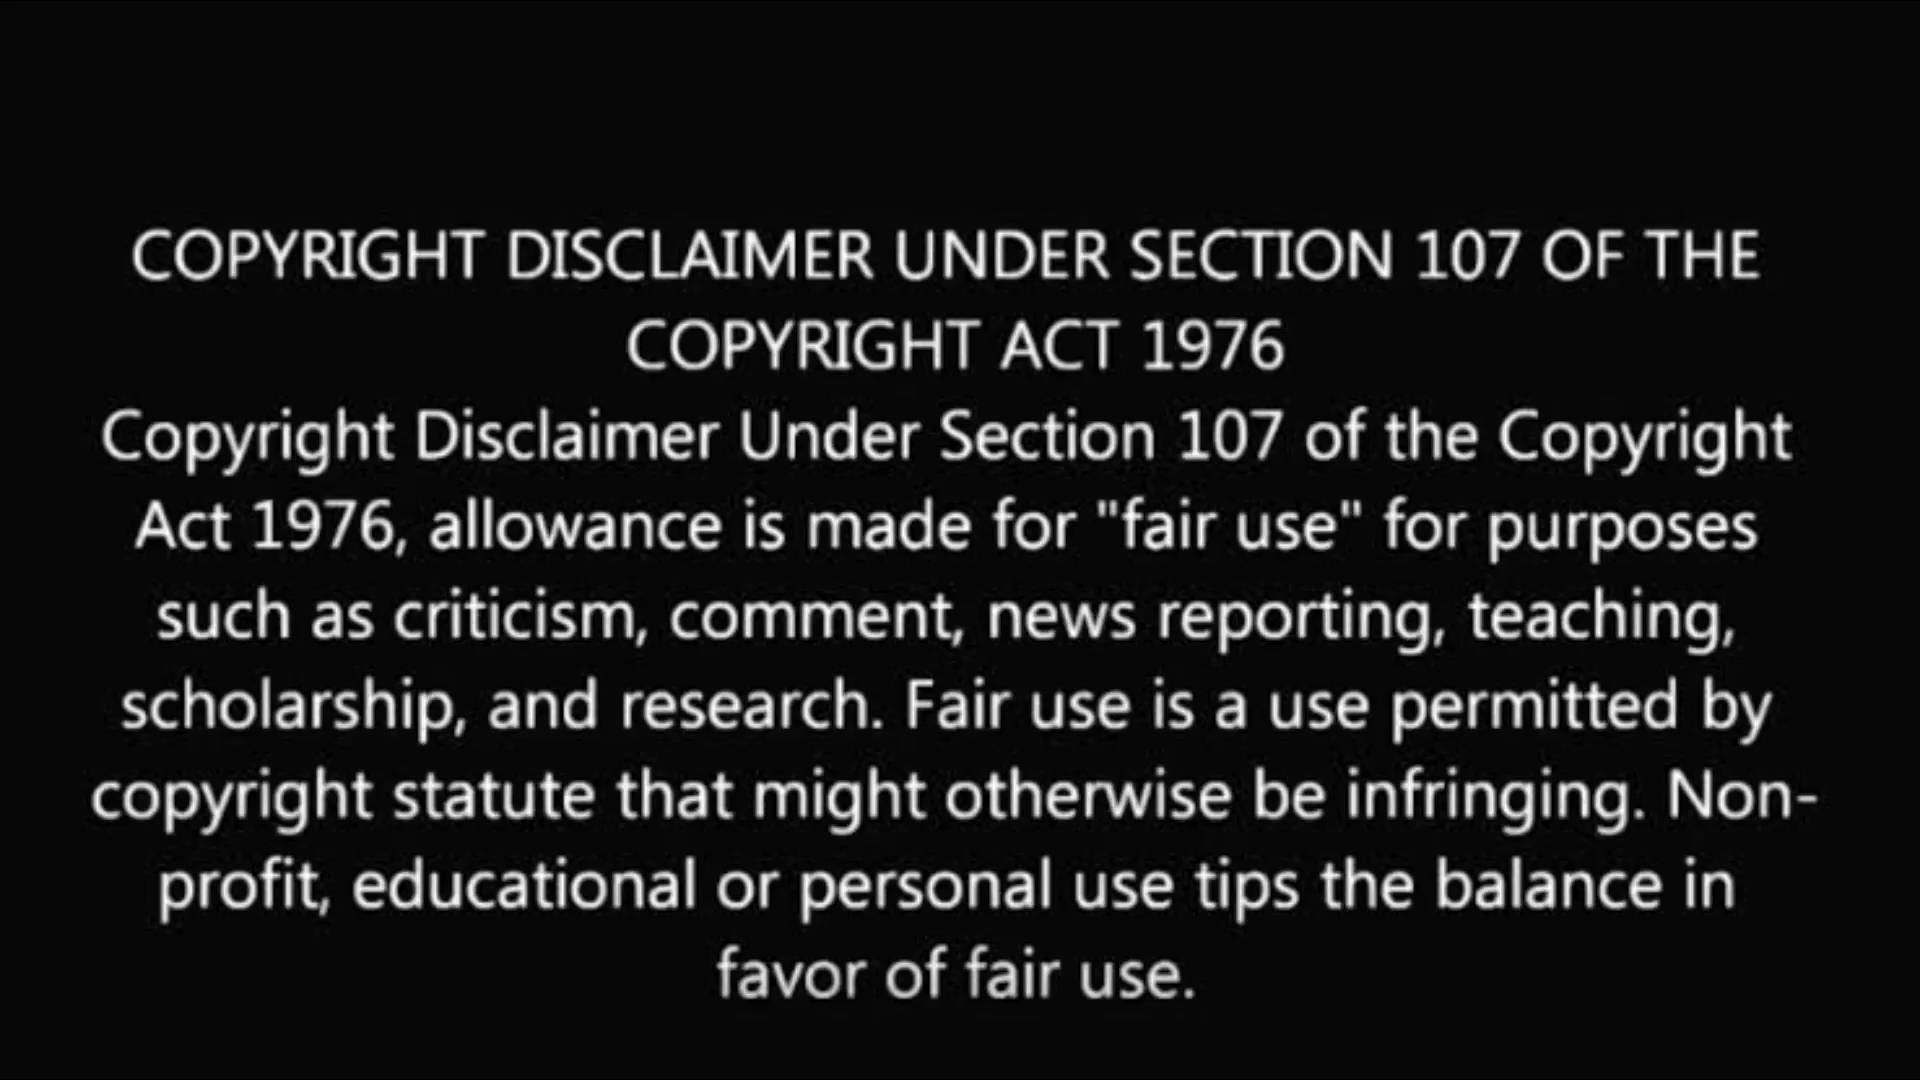 COPYRIGHT DISCLAIMER UNDER SECTION 107 OF THE
COPYRIGHT ACT 1976
Copyright Disclaimer Under Section 107 of the Copyright
Act 1976, allowance is made for "fair use" for purposes
such as criticism, comment, news reporting, teaching,
scholarship, and research. Fair use is a use permitted by
copyright statute that might otherwise be infringing. Non-
profit, educational or personal use tips the balance in
favor of fair use.